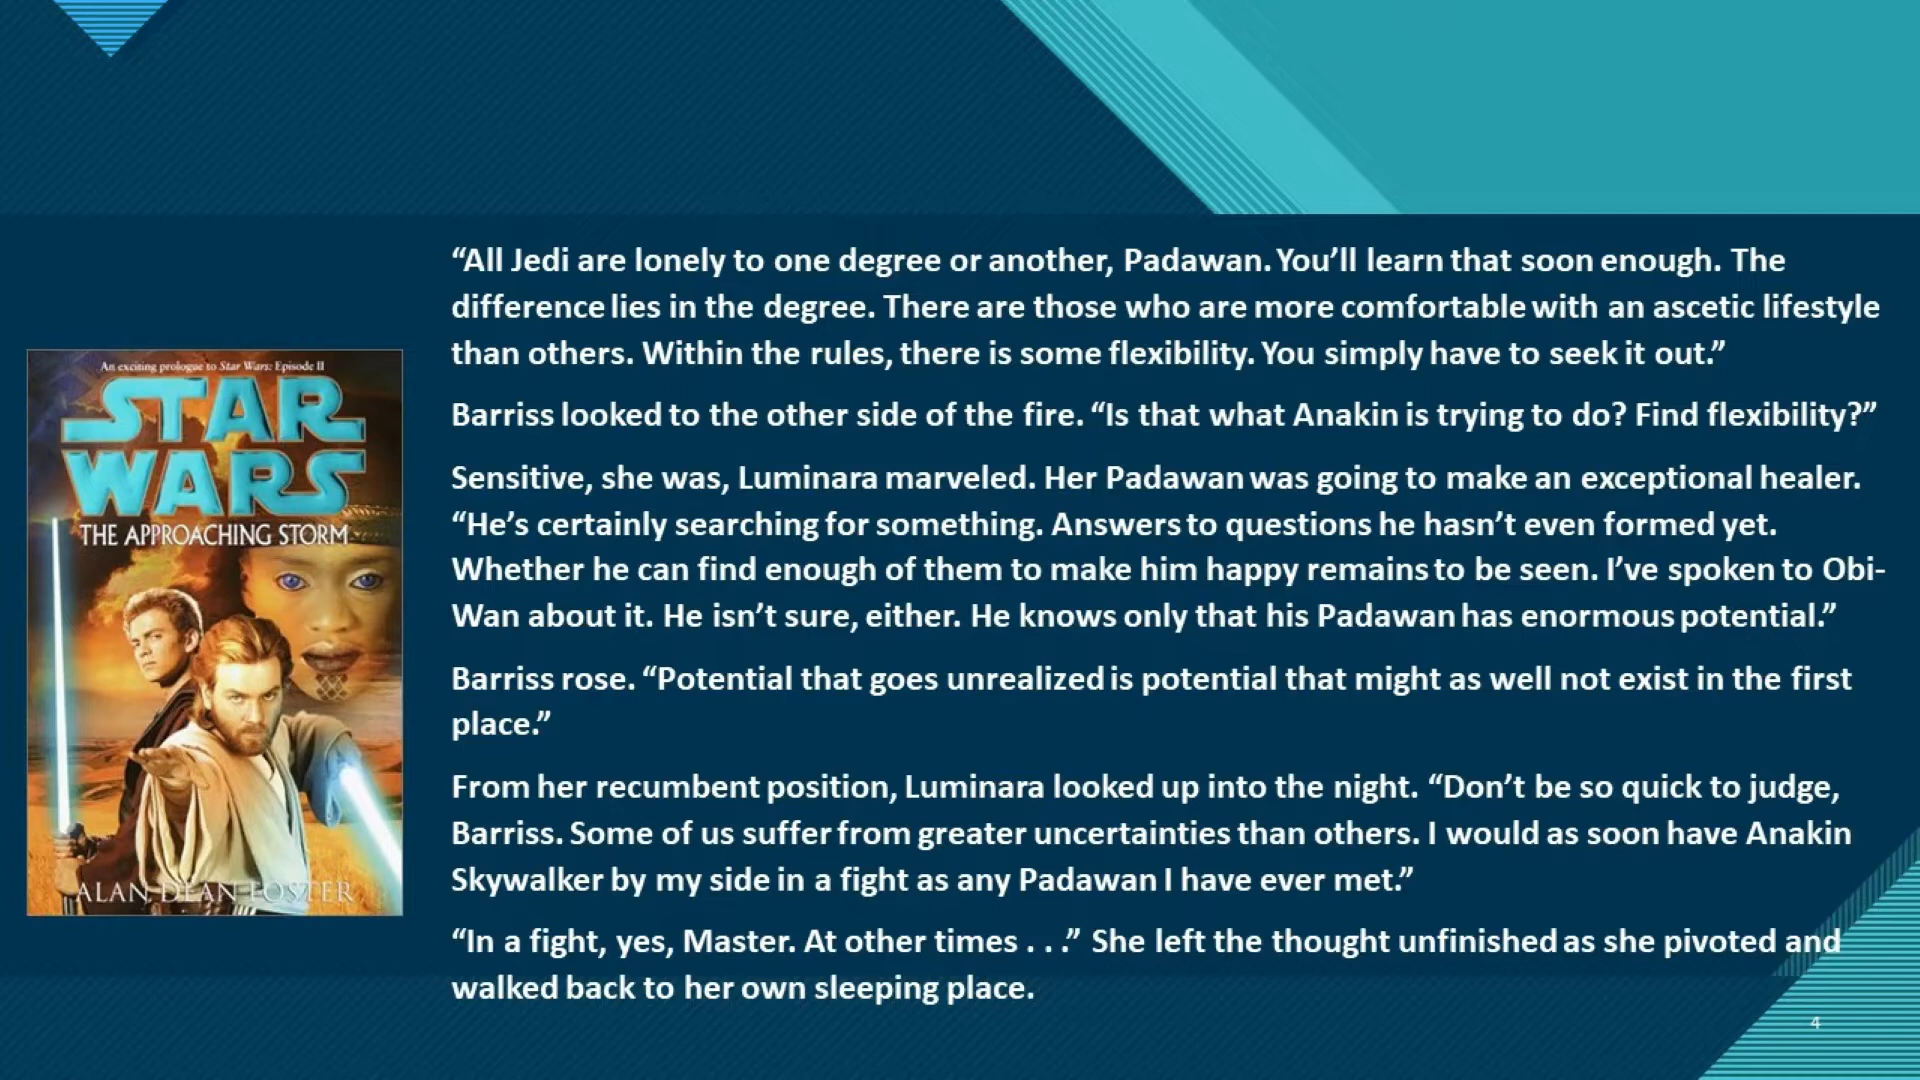 An exciting prologue to Star Wars: Episode II
STAR
WARS
THE APPROACHING STORM
ALAN DEAN FOSTER
“All Jedi are lonely to one degree or another, Padawan. You’ll learn that soon enough. The
difference lies in the degree. There are those who are more comfortable with an ascetic lifestyle
than others. Within the rules, there is some flexibility. You simply have to seek it out.”
Barriss looked to the other side of the fire. “Is that what Anakin is trying to do? Find flexibility?”
Sensitive, she was, Luminara marveled. Her Padawan was going to make an exceptional healer.
“He’s certainly searching for something. Answers to questions he hasn’t even formed yet.
Whether he can find enough of them to make him happy remains to be seen. I’ve spoken to Obi-
Wan about it. He isn’t sure, either. He knows only that his Padawan has enormous potential.”
Barriss rose. “Potential that goes unrealized is potential that might as well not exist in the first
place.”
From her recumbent position, Luminara looked up into the night. “Don’t be so quick to judge,
Barriss. Some of us suffer from greater uncertainties than others. I would as soon have Anakin
Skywalker by my side in a fight as any Padawan I have ever met.”
“In a fight, yes, Master. At other times . . .” She left the thought unfinished as she pivoted and
walked back to her own sleeping place.
4